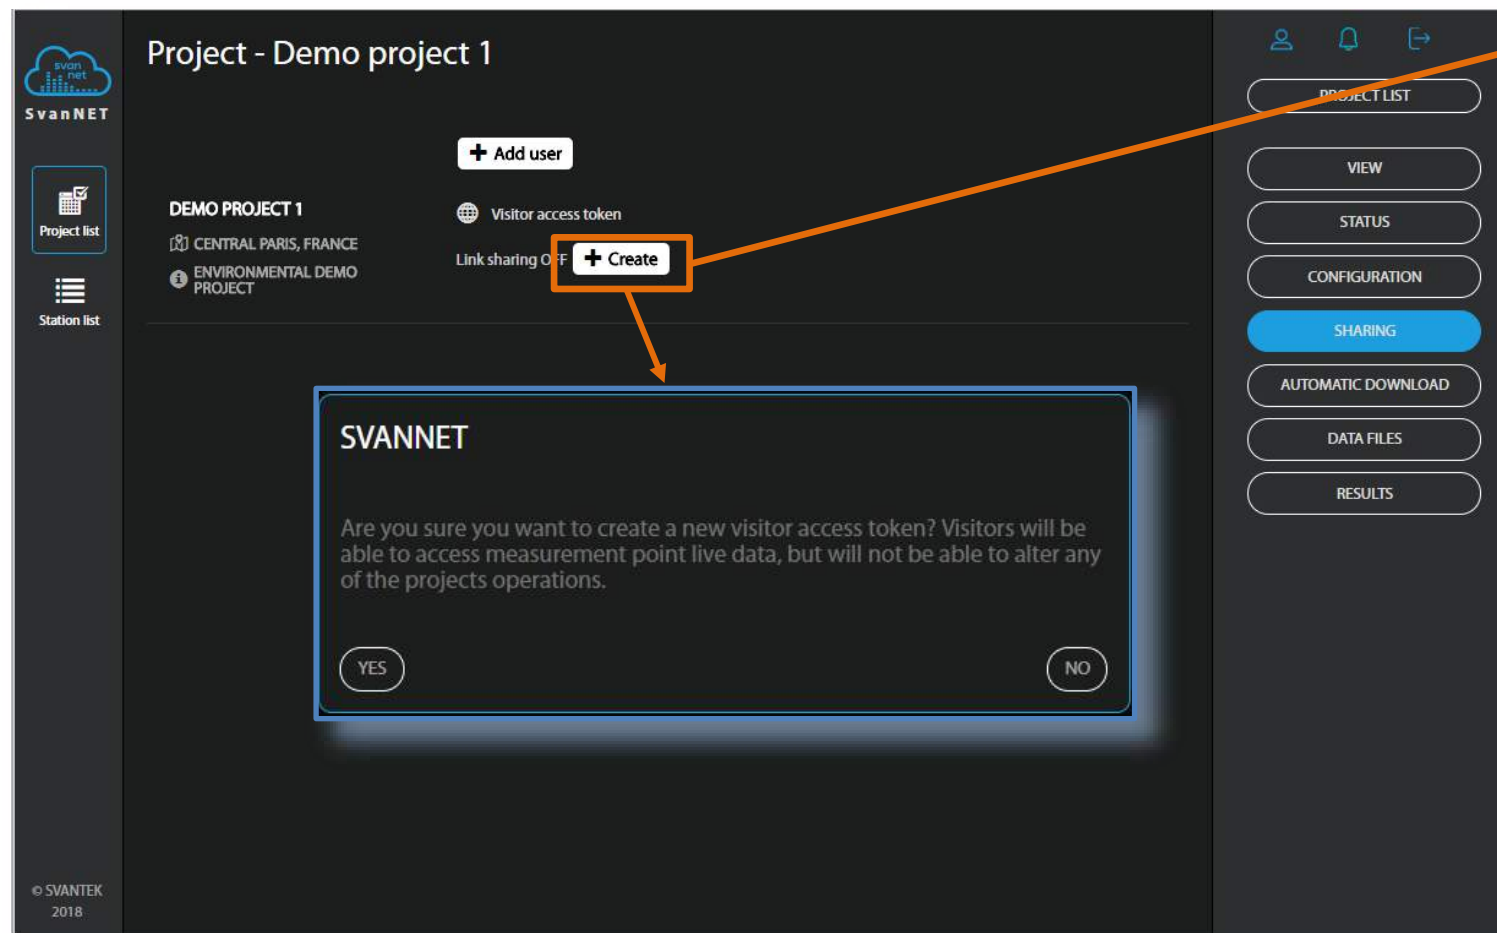 svan
net
SvanNET
Project list
Station list
© SVANTEK
2018
Project - Demo project 1
+ Add user
DEMO PROJECT 1
CENTRAL PARIS, FRANCE
ENVIRONMENTAL DEMO
PROJECT
Visitor access token
Link sharing OFF + Create
SVANNET
Are you sure you want to create a new visitor access token? Visitors will be
able to access measurement point live data, but will not be able to alter any
of the projects operations.
YES
NO
PROJECT LIST
VIEW
STATUS
CONFIGURATION
SHARING
AUTOMATIC DOWNLOAD
DATA FILES
RESULTS